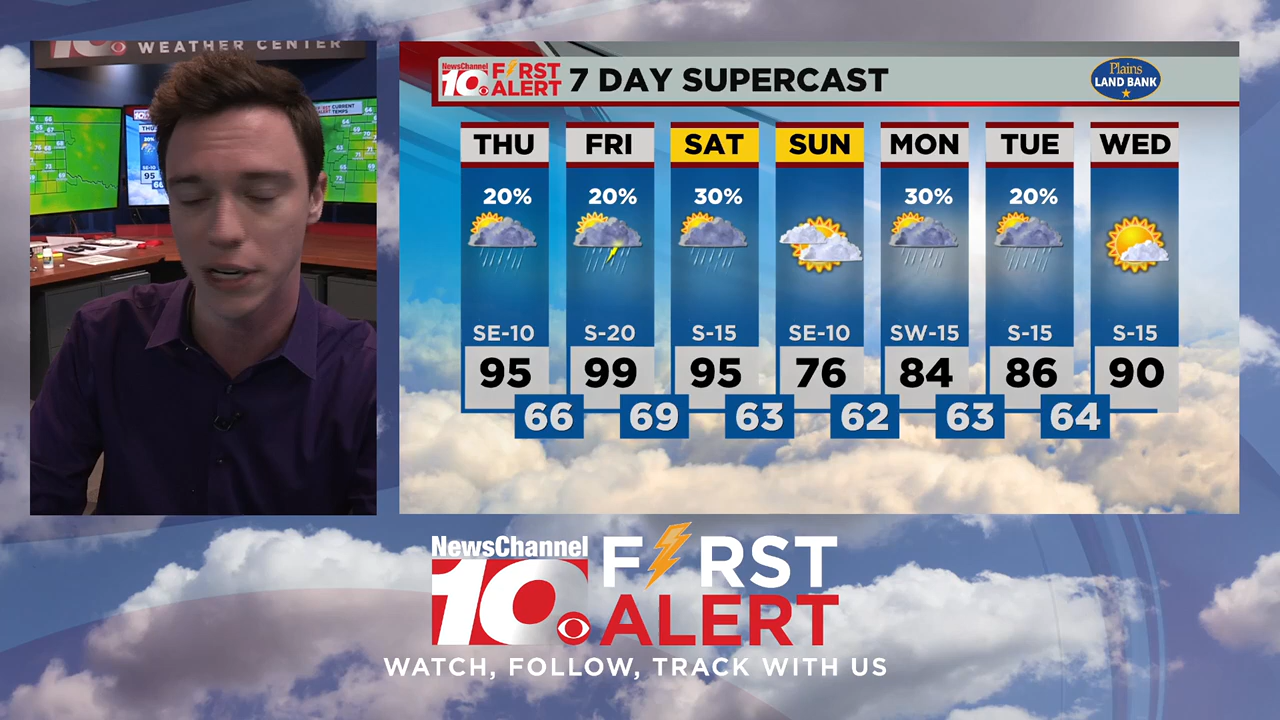 10 WEATHER CENTER
NewsChannel 10 FIRST ALERT 7 DAY SUPERCAST
Plains LAND BANK
THU FRI SAT SUN MON TUE WED
20% 20% 30% 30% 20%
SE-10 S-20 S-15 SE-10 SW-15 S-15 S-15
95 99 95 76 84 86 90
66 69 63 62 63 64
NewsChannel
10
FIRST
ALERT
WATCH, FOLLOW, TRACK WITH US